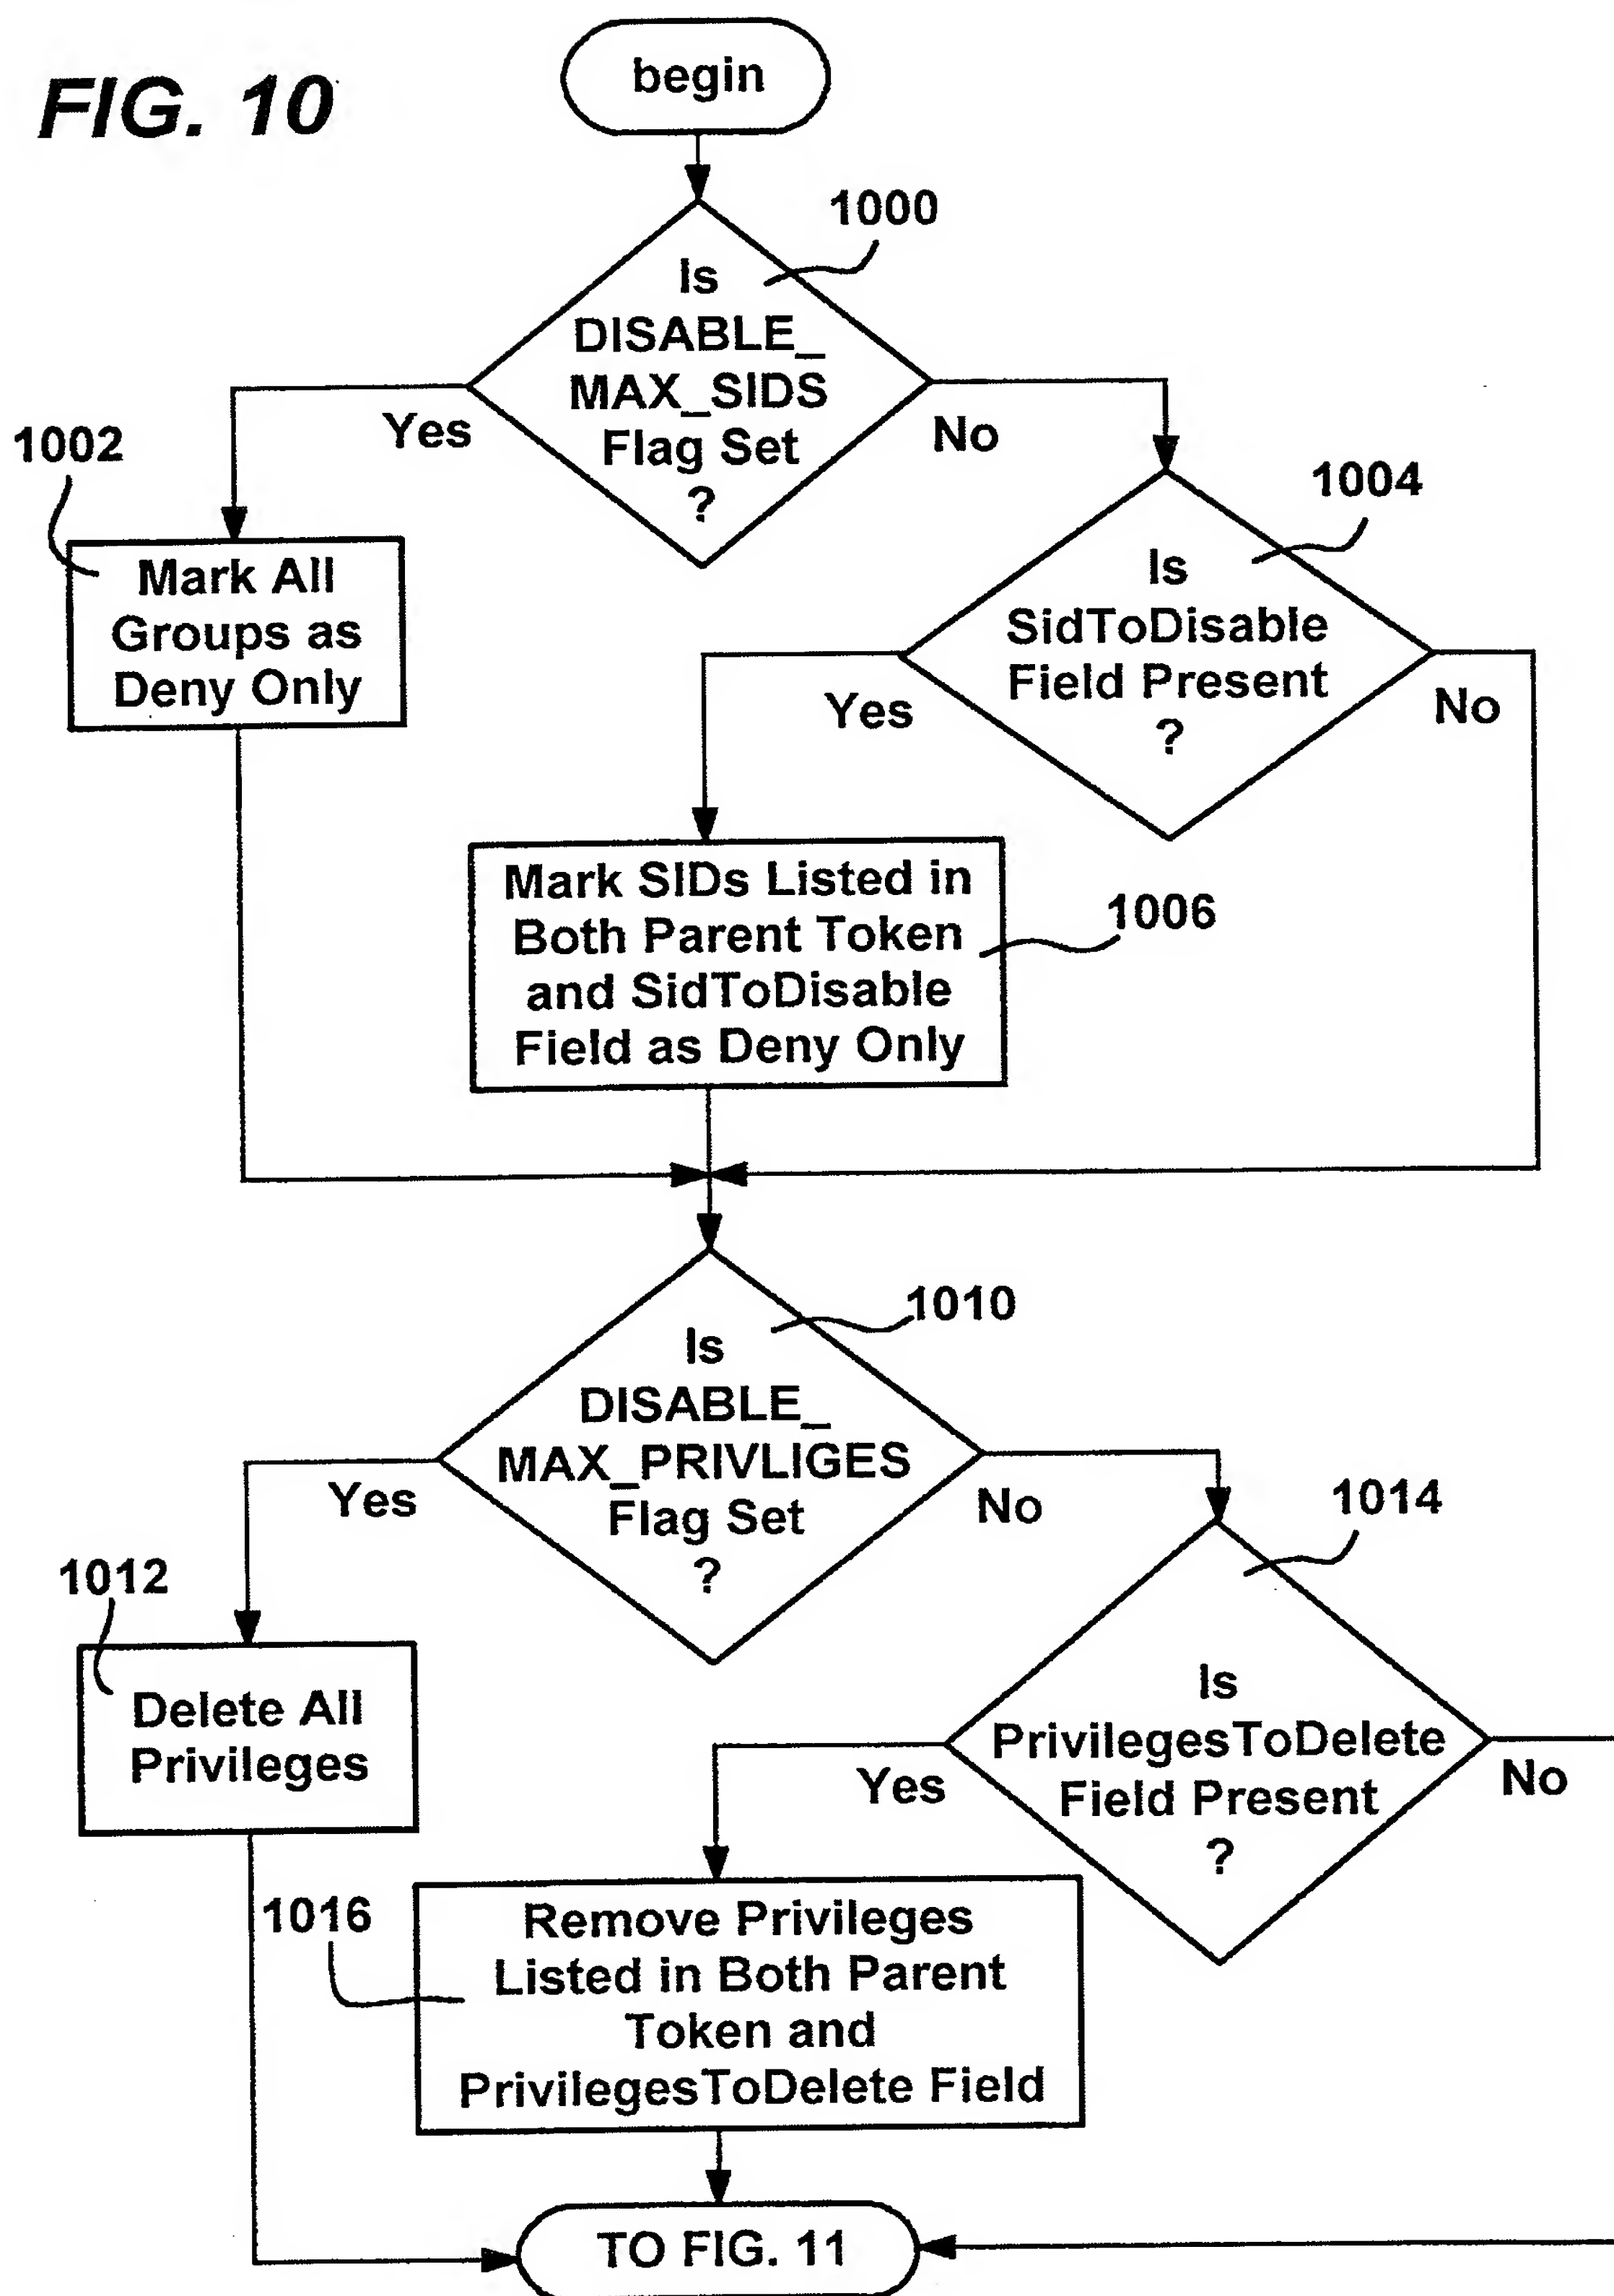 FIG. 10
begin
1000
Is
DISABLE_
MAX_SIDS
Flag Set
?
Yes
No
1002
Mark All
Groups as
Deny Only
1004
Is
SidToDisable
Field Present
?
Yes
No
Mark SIDs Listed in
Both Parent Token
and SidToDisable
Field as Deny Only
1006
1010
Is
DISABLE_
MAX_PRIVLIGES
Flag Set
?
Yes
No
1012
Delete All
Privileges
1014
Is
PrivilegesToDelete
Field Present
?
Yes
No
1016
Remove Privileges
Listed in Both Parent
Token and
PrivilegesToDelete Field
TO FIG. 11